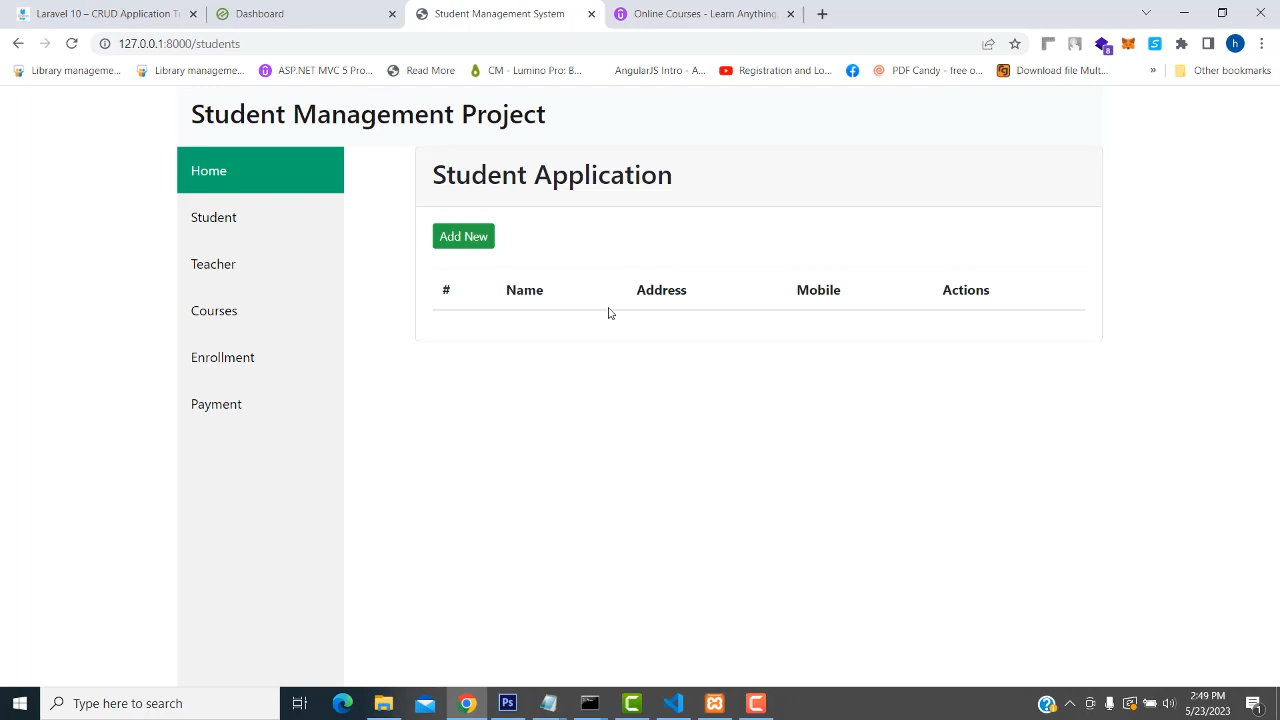 Laravel 10 – CRUD Application T
Dashboard
Student Management System
Online Courses - Learn Anything,
127.0.0.1:8000/students
8
h
Library manageme...
Library manageme...
ASP.NET MVC 5 Pro...
Read More
CM - Lumino Pro: B...
AngularJS Intro - A...
Registration and Lo...
PDF Candy - free o...
Download file Mult...
»
Other bookmarks
Student Management Project
Home
Student
Teacher
Courses
Enrollment
Payment
Student Application
Add New
# Name Address Mobile Actions
Type here to search
Ps
2:49 PM
5/23/2023
1